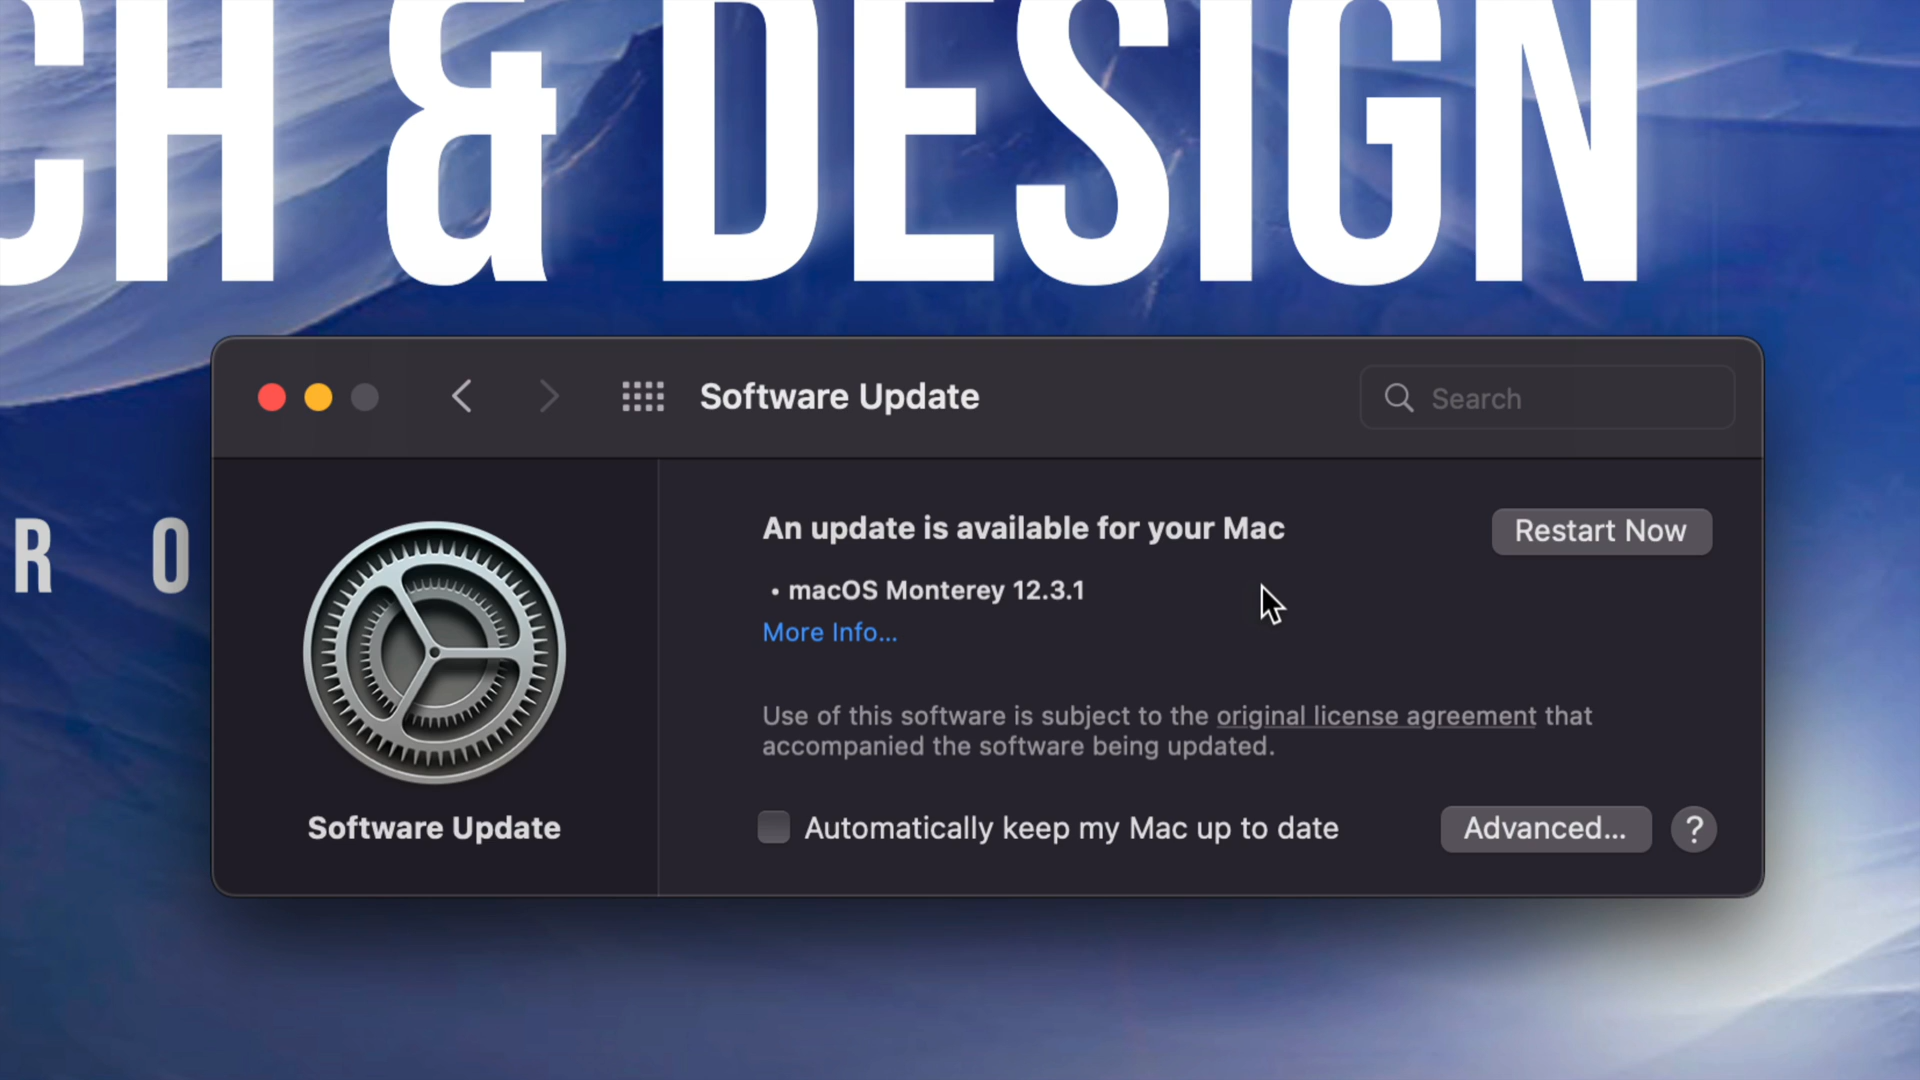 CH & DESIGN
R O
Software Update
Search
An update is available for your Mac
Restart Now
• macOS Monterey 12.3.1
More Info...
Use of this software is subject to the original license agreement that
accompanied the software being updated.
Software Update
Automatically keep my Mac up to date
Advanced...
?